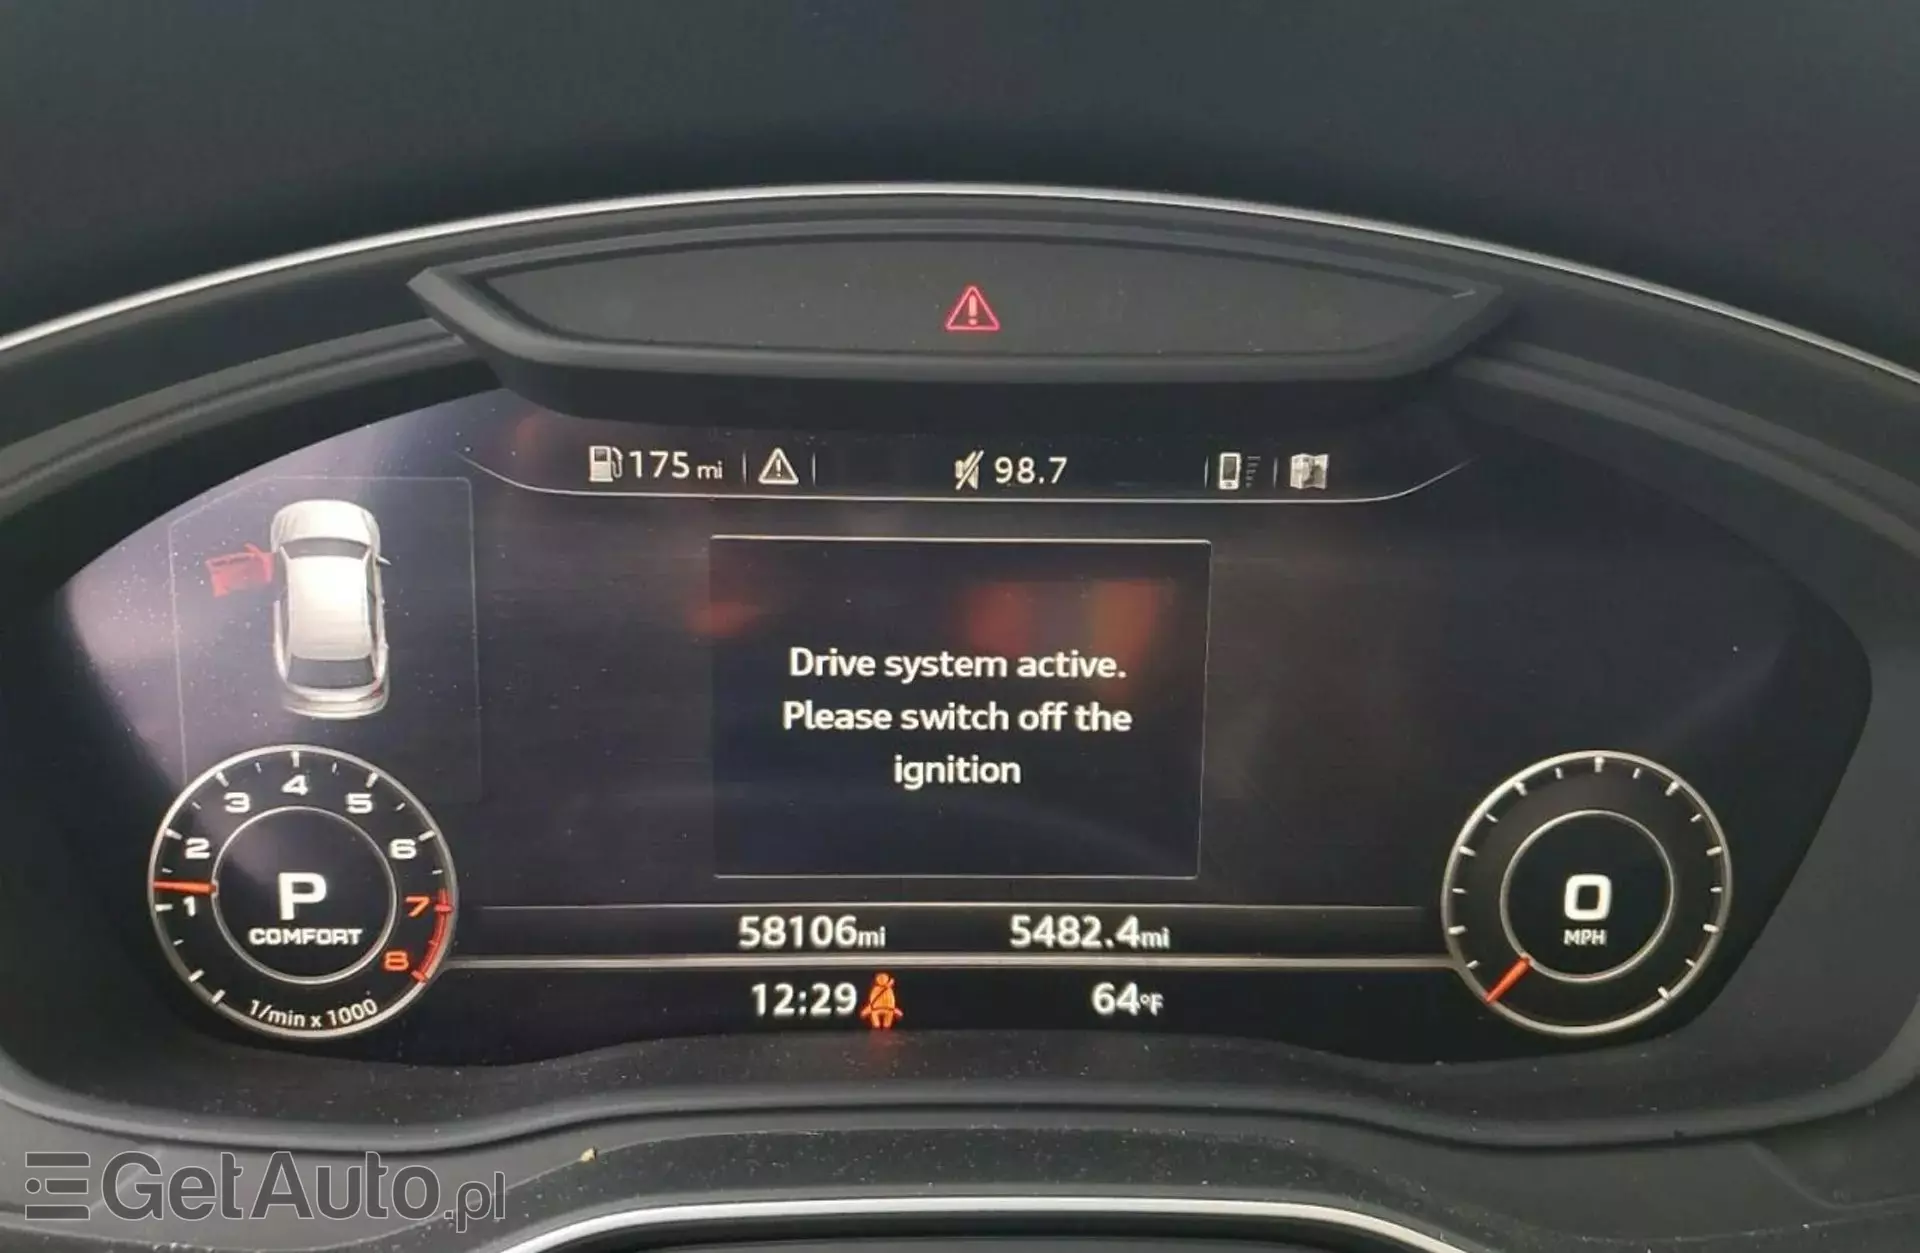 175 mi
98.7
Drive system active.
Please switch off the
ignition
1 2 3 4 5 6 7 8
P
COMFORT
1/min x 1000
0
MPH
58106mi 5482.4mi
12:29 64°F
GetAuto.pl